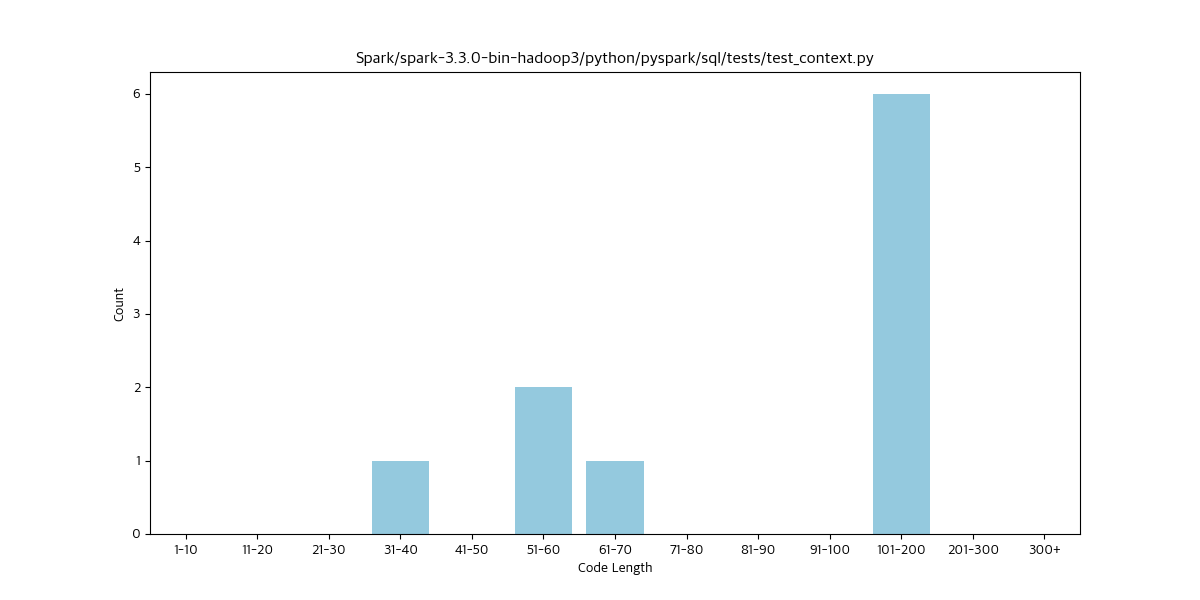 Spark/spark-3.3.0-bin-hadoop3/python/pyspark/sql/tests/test_context.py
6
5
4
3
2
1
0
Count
1-10 11-20 21-30 31-40 41-50 51-60 61-70 71-80 81-90 91-100 101-200 201-300 300+
Code Length